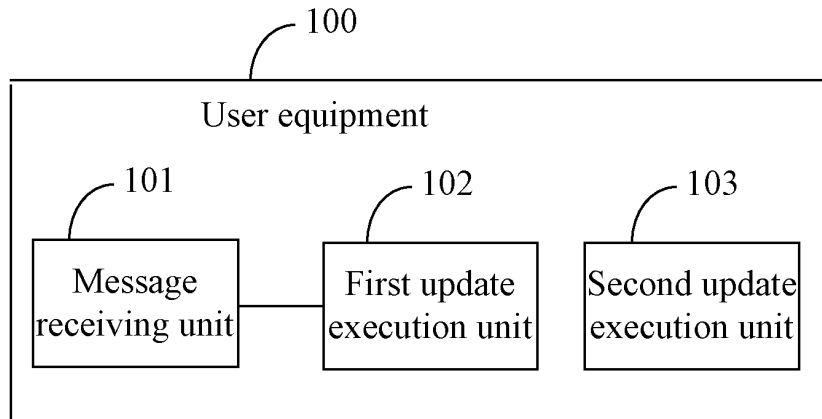 100
User equipment
101
102
103
Message
receiving unit
First update
execution unit
Second update
execution unit